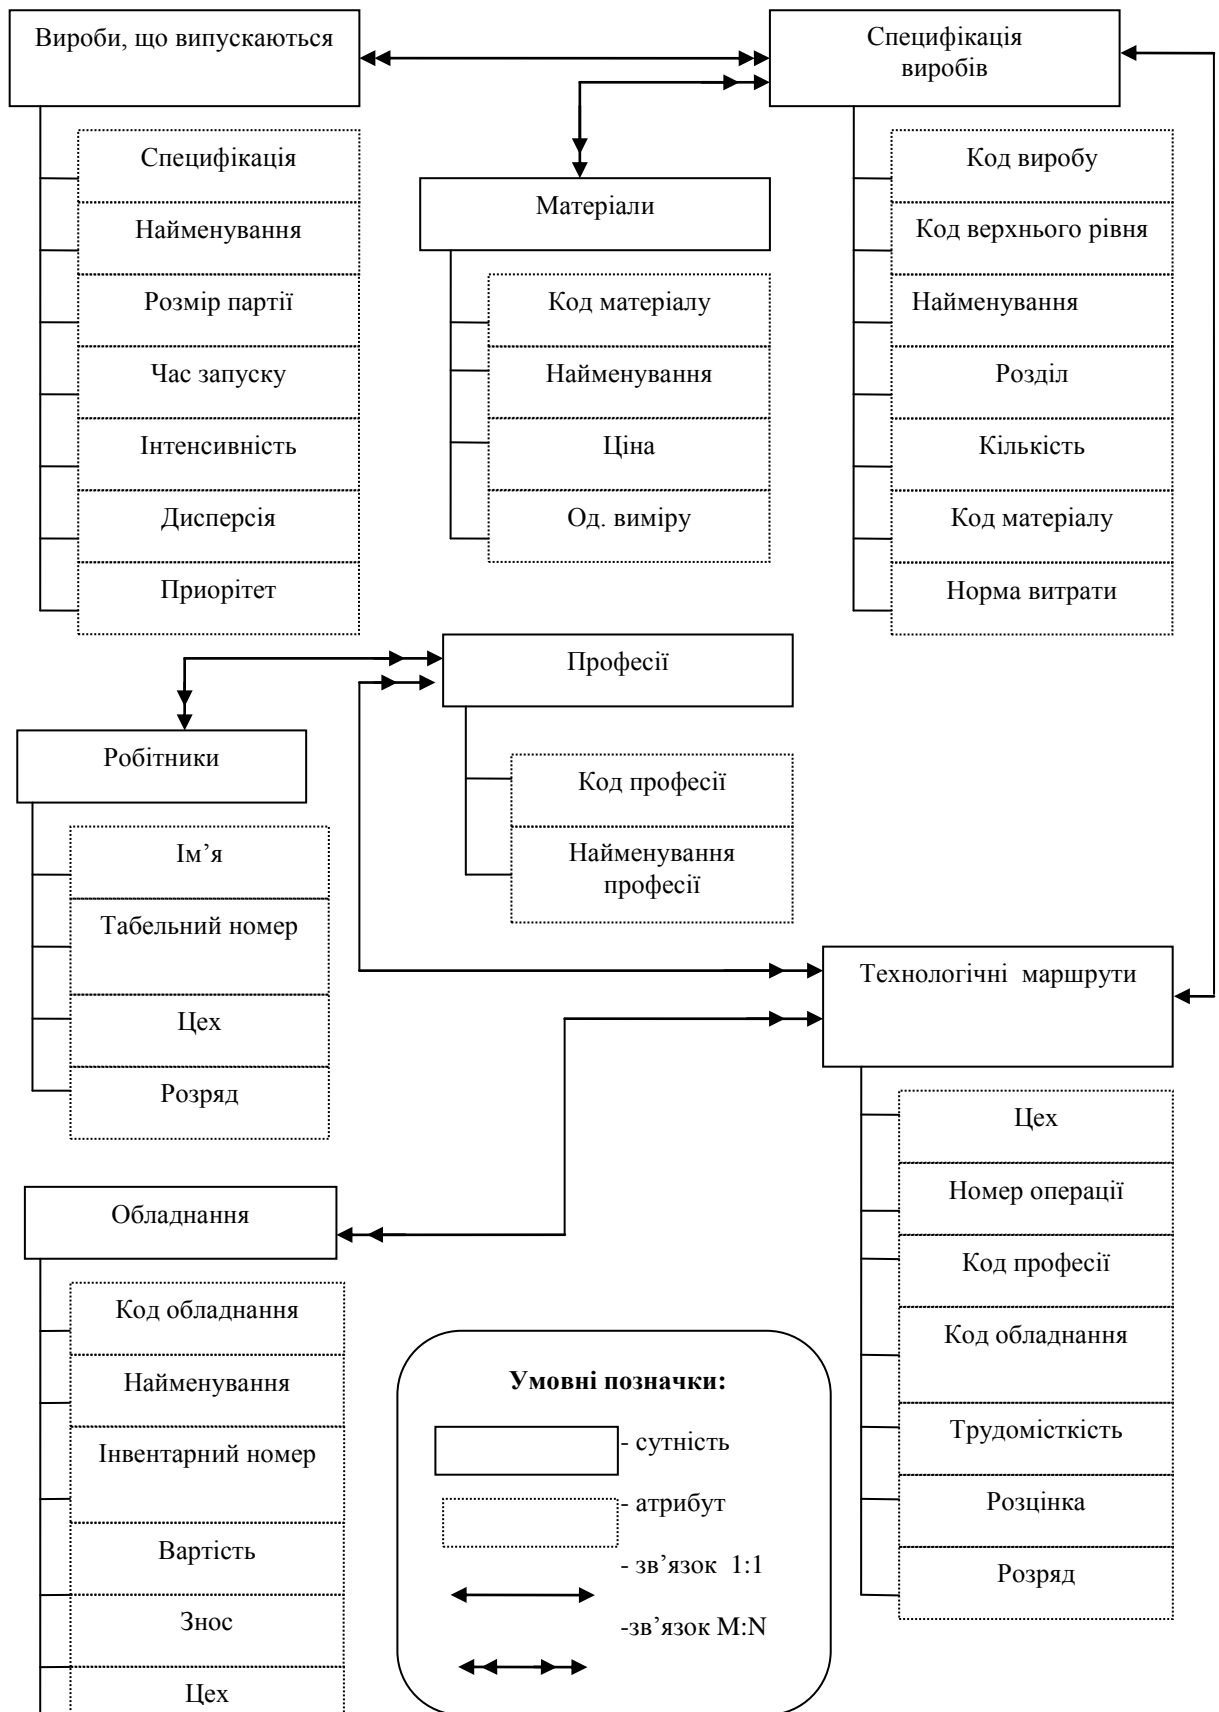 Вироби, що випускаються
Специфікація
Найменування
Розмір партії
Час запуску
Інтенсивність
Дисперсія
Приорітет
Специфікація
виробів
Код виробу
Код верхнього рівня
Найменування
Розділ
Кількість
Код матеріалу
Норма витрати
Матеріали
Код матеріалу
Найменування
Ціна
Од. виміру
Професії
Код професії
Найменування
професії
Робітники
Ім’я
Табельний номер
Цех
Розряд
Технологічні маршрути
Цех
Номер операції
Код професії
Код обладнання
Трудомісткість
Розцінка
Розряд
Обладнання
Код обладнання
Найменування
Інвентарний номер
Вартість
Знос
Цех
Умовні позначки:
- сутність
- атрибут
- зв’язок 1:1
-зв’язок M:N